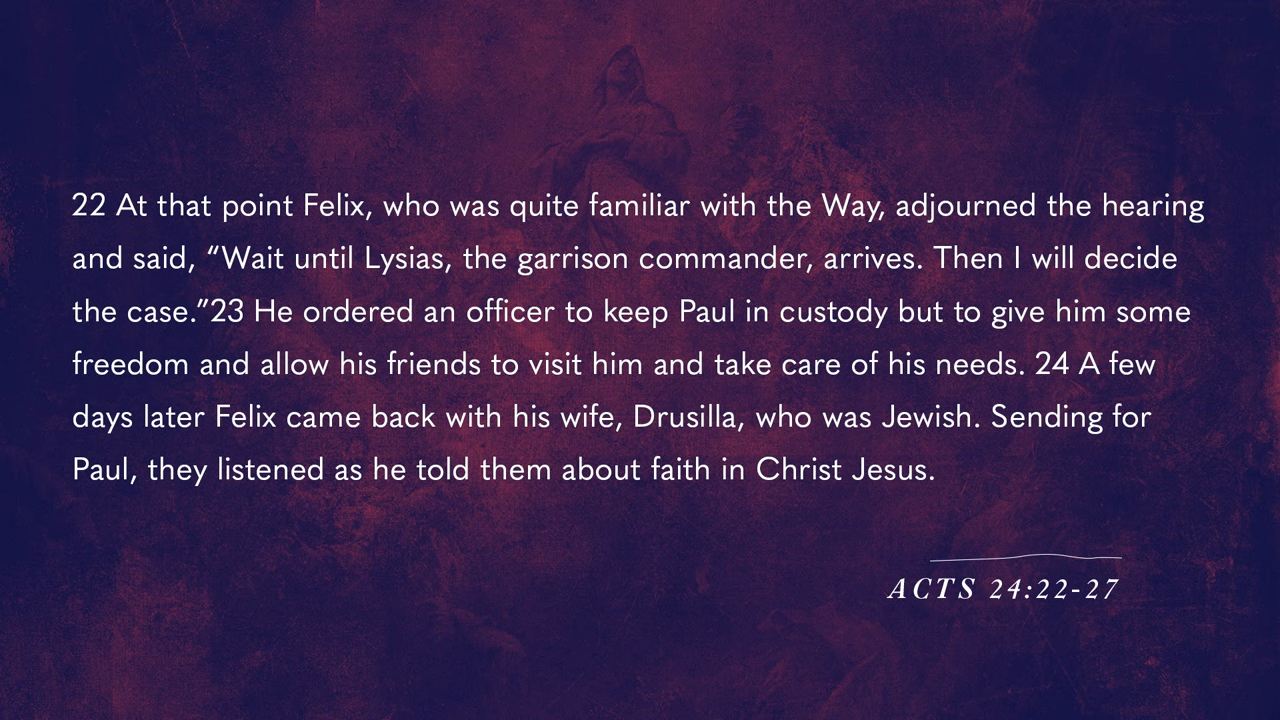 22 At that point Felix, who was quite familiar with the Way, adjourned the hearing
and said, “Wait until Lysias, the garrison commander, arrives. Then I will decide
the case.”23 He ordered an officer to keep Paul in custody but to give him some
freedom and allow his friends to visit him and take care of his needs. 24 A few
days later Felix came back with his wife, Drusilla, who was Jewish. Sending for
Paul, they listened as he told them about faith in Christ Jesus.
ACTS 24:22-27